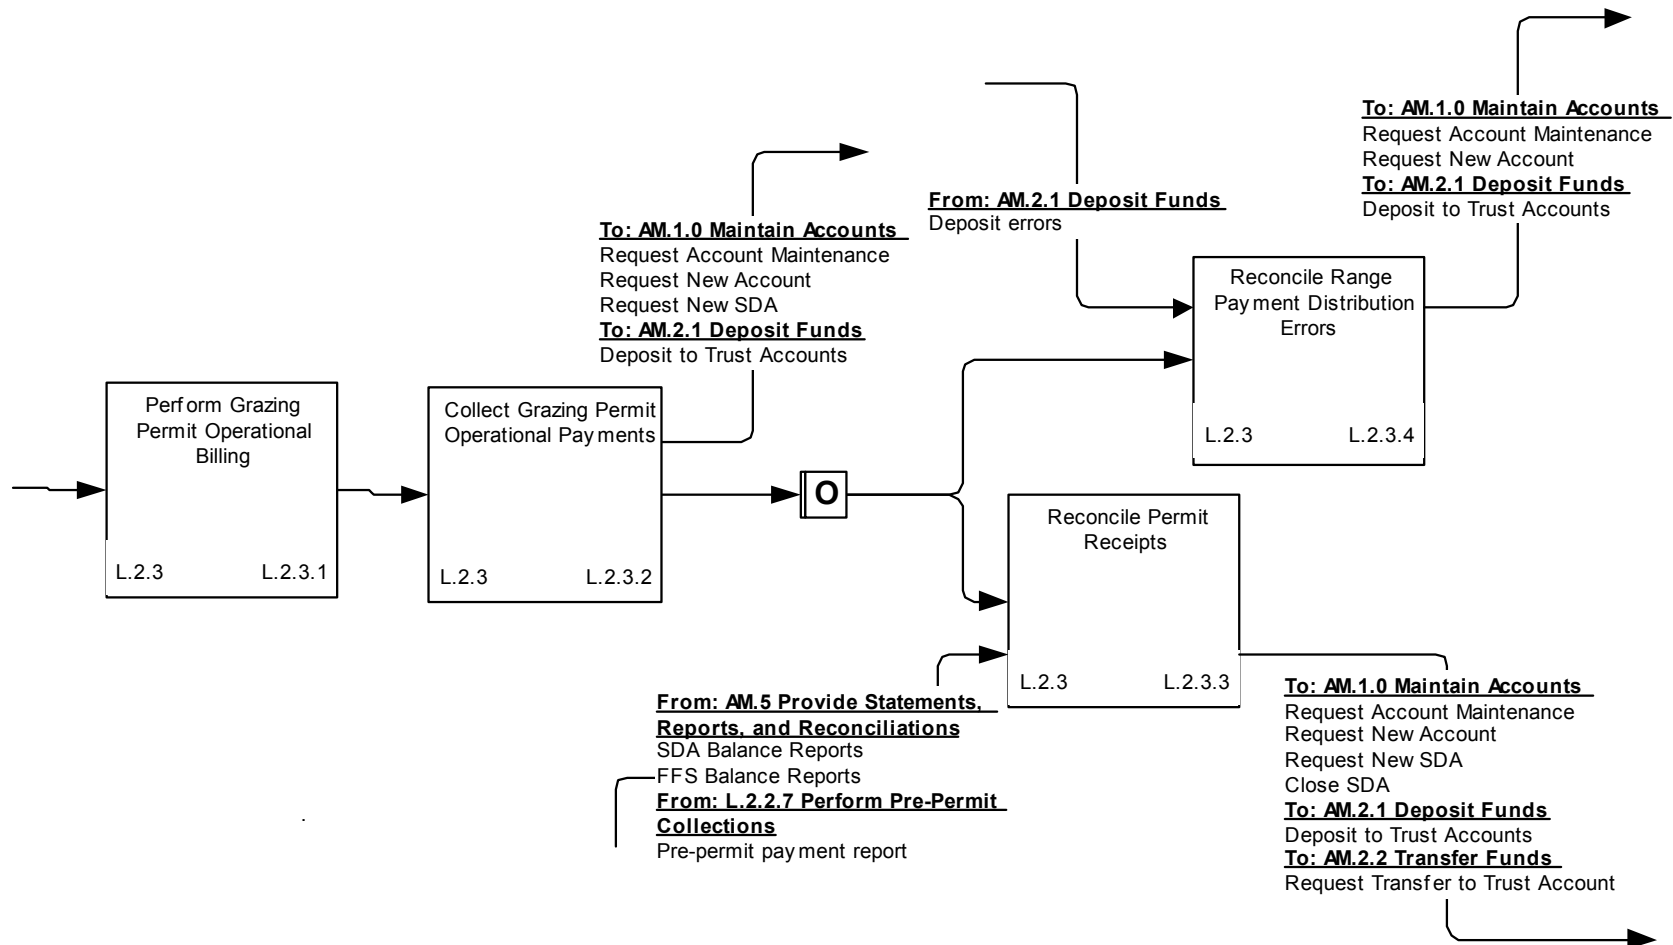 To: AM.1.0 Maintain Accounts
Request Account Maintenance
Request New Account
To: AM.2.1 Deposit Funds
Deposit to Trust Accounts
From: AM.2.1 Deposit Funds
Deposit errors
To: AM.1.0 Maintain Accounts
Request Account Maintenance
Request New Account
Request New SDA
To: AM.2.1 Deposit Funds
Deposit to Trust Accounts
Reconcile Range
Payment Distribution
Errors
L.2.3 L.2.3.4
Perform Grazing
Permit Operational
Billing
L.2.3 L.2.3.1
Collect Grazing Permit
Operational Payments
L.2.3 L.2.3.2
O
Reconcile Permit
Receipts
L.2.3 L.2.3.3
From: AM.5 Provide Statements,
Reports, and Reconciliations
SDA Balance Reports
FFS Balance Reports
From: L.2.2.7 Perform Pre-Permit
Collections
Pre-permit payment report
To: AM.1.0 Maintain Accounts
Request Account Maintenance
Request New Account
Request New SDA
Close SDA
To: AM.2.1 Deposit Funds
Deposit to Trust Accounts
To: AM.2.2 Transfer Funds
Request Transfer to Trust Account